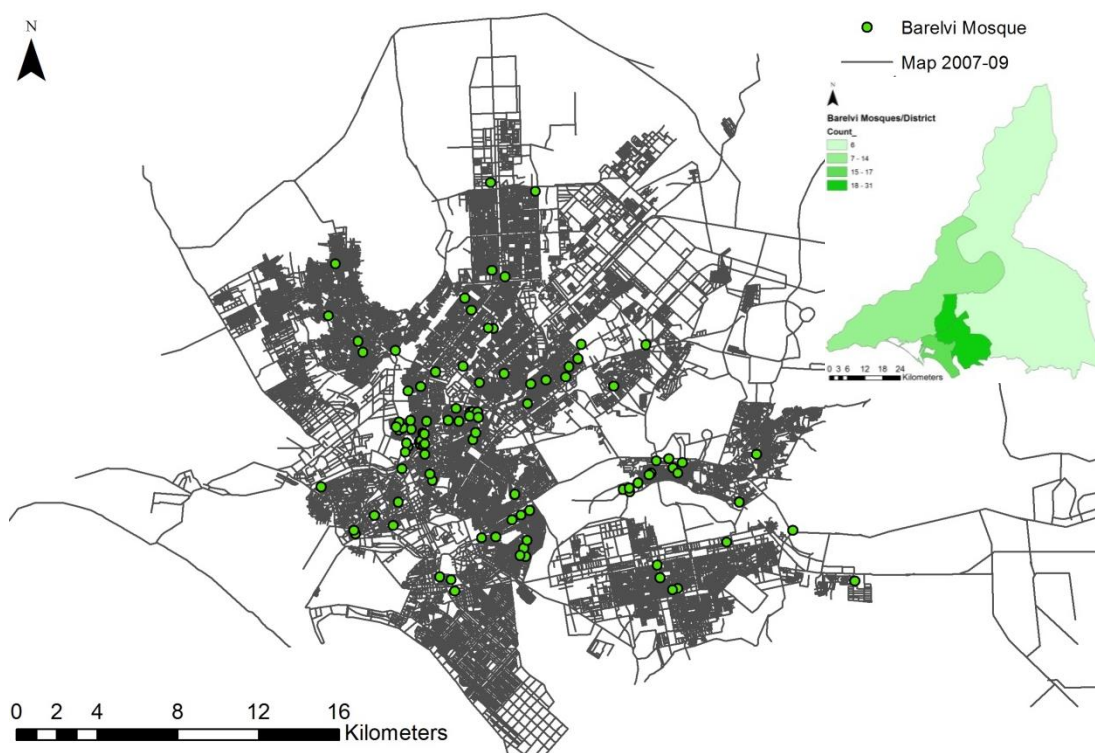 N
Barelvi Mosque
Map 2007-09
N
Barelvi Mosques/District
Count_
6
7 - 14
15 - 17
18 - 31
0 3 6 12 18 24
Kilometers
0 2 4 8 12 16
Kilometers